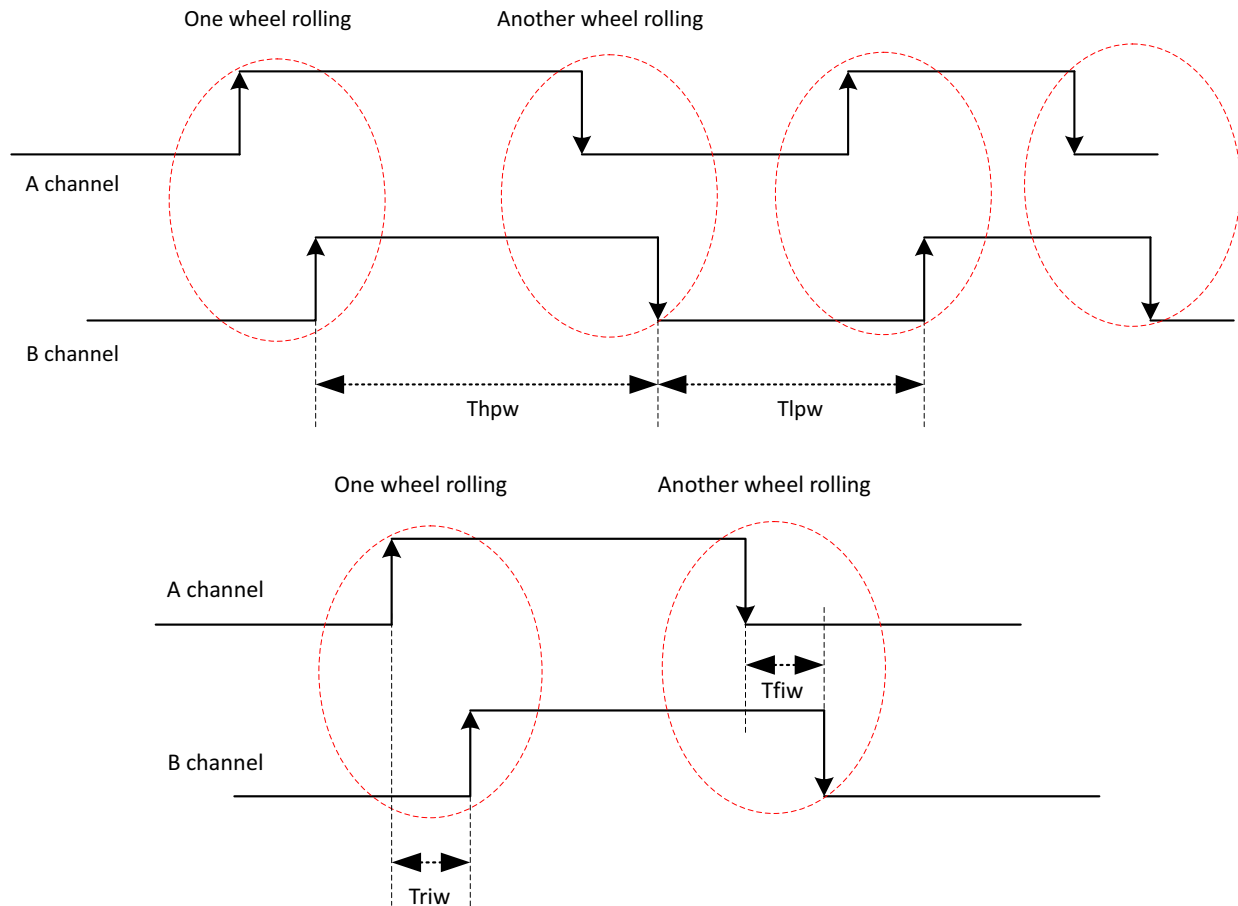 One wheel rolling
Another wheel rolling
A channel
B channel
Thpw
Tlpw
One wheel rolling
Another wheel rolling
A channel
Tfiw
B channel
Triw